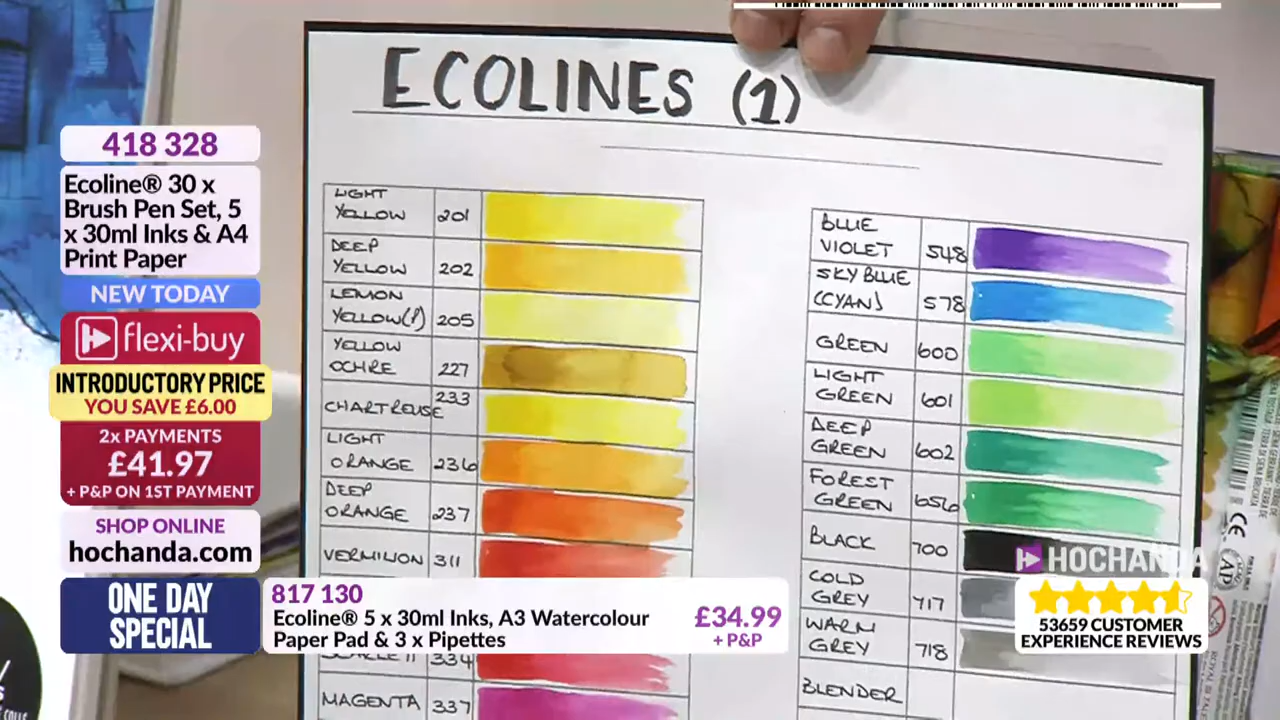 ECOLINES (1)
418 328
Ecoline® 30 x
Brush Pen Set, 5
x 30ml Inks & A4
Print Paper
NEW TODAY
flexi-buy
INTRODUCTORY PRICE
YOU SAVE £6.00
2x PAYMENTS
£41.97
+ P&P ON 1ST PAYMENT
SHOP ONLINE
hochanda.com
ONE DAY
SPECIAL
817 130
Ecoline® 5 x 30ml Inks, A3 Watercolour
Paper Pad & 3 x Pipettes
£34.99
+ P&P
LIGHT
YELLOW 201
DEEP
YELLOW 202
LEMON
YELLOW(P) 205
YELLOW
OCHRE 227
CHARTREUSE 233
LIGHT
ORANGE 236
DEEP
ORANGE 237
VERMILION 311
SCARLET 334
MAGENTA 337
BLUE
VIOLET 548
SKY BLUE
(CYAN) 578
GREEN 600
LIGHT
GREEN 601
DEEP
GREEN 602
FOREST
GREEN 656
BLACK 700
COLD
GREY 717
WARM
GREY 718
BLENDER
HOCHANDA
53659 CUSTOMER
EXPERIENCE REVIEWS
CE
AP